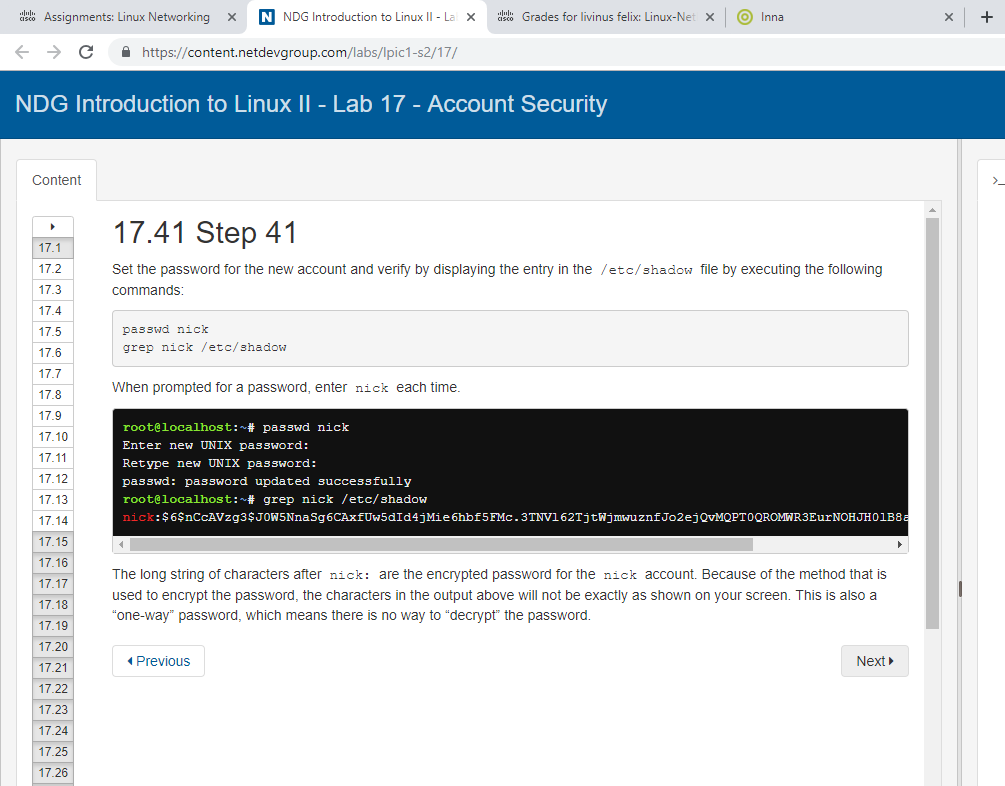 Assignments: Linux Networking
NDG Introduction to Linux II - La
Grades for livinus felix: Linux-Net
Inna
https://content.netdevgroup.com/labs/lpic1-s2/17/
NDG Introduction to Linux II - Lab 17 - Account Security
Content
17.1
17.2
17.3
17.4
17.5
17.6
17.7
17.8
17.9
17.10
17.11
17.12
17.13
17.14
17.15
17.16
17.17
17.18
17.19
17.20
17.21
17.22
17.23
17.24
17.25
17.26
17.41 Step 41
Set the password for the new account and verify by displaying the entry in the /etc/shadow file by executing the following
commands:
passwd nick
grep nick /etc/shadow
When prompted for a password, enter nick each time.
root@localhost:~# passwd nick
Enter new UNIX password:
Retype new UNIX password:
passwd: password updated successfully
root@localhost:~# grep nick /etc/shadow
nick:$6$nCcAVzg3$J0W5NnaSg6CAxfUw5dId4jMie6hbf5FMc.3TNVl62TjtWjmwuznfJo2ejQvMQPT0QROMWR3EurNOHJH0lB8a
The long string of characters after nick: are the encrypted password for the nick account. Because of the method that is
used to encrypt the password, the characters in the output above will not be exactly as shown on your screen. This is also a
“one-way” password, which means there is no way to “decrypt” the password.
Previous
Next
>_